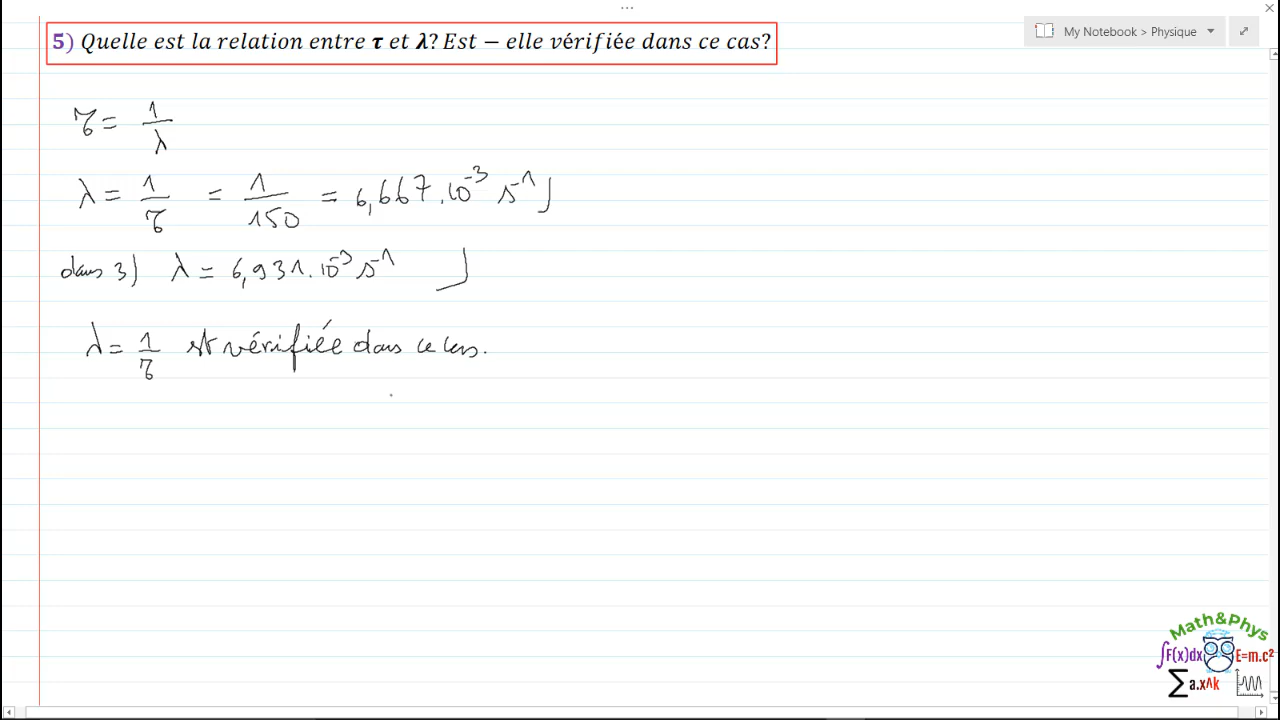 My Notebook > Physique
5) Quelle est la relation entre τ et λ? Est − elle vérifiée dans ce cas?
τ = 1/λ
λ = 1/τ = 1/150 = 6,667.10⁻³ s⁻¹
dans 3) λ = 6,931.10⁻³ s⁻¹
λ = 1/τ est vérifiée dans ce cas.
Math&Phys
∫F(x)dx E=m.c²
∑ a.x^k